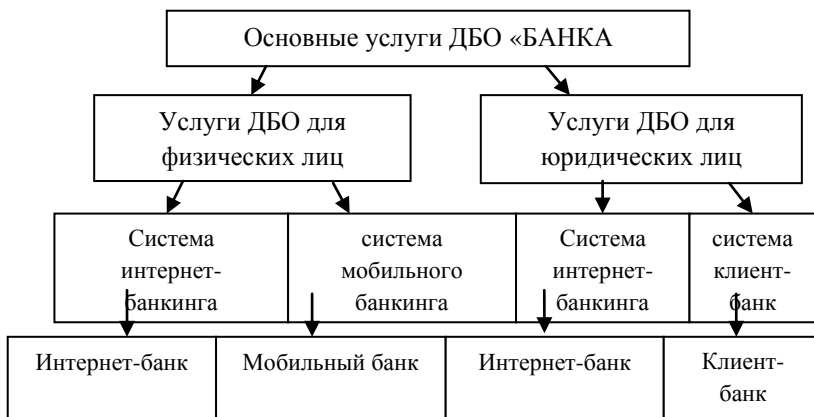 Основные услуги ДБО «БАНКА
Услуги ДБО для
физических лиц
Услуги ДБО для
юридических лиц
Система
интернет-
банкинга
система
мобильного
банкинга
Система
интернет-
банкинга
система
клиент-
банк
Интернет-банк
Мобильный банк
Интернет-банк
Клиент-
банк